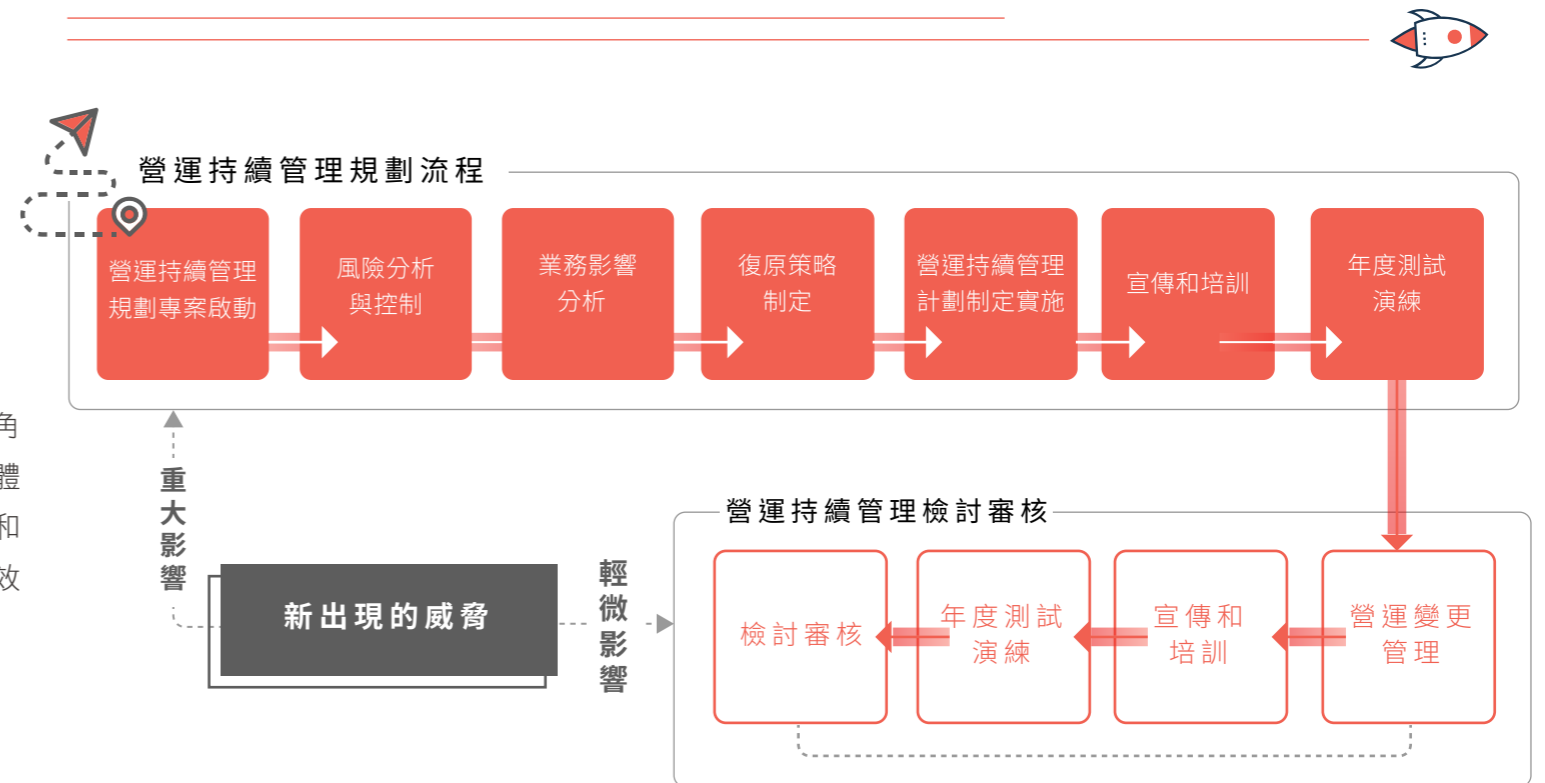 營運持續管理規劃流程
營運持續管理
規劃專案啟動
風險分析
與控制
業務影響
分析
復原策略
制定
營運持續管理
計劃制定實施
宣傳和培訓
年度測試
演練
角
體
和
效
重大影響
新出現的威脅
輕微影響
營運持續管理檢討審核
檢討審核
年度測試
演練
宣傳和
培訓
營運變更
管理